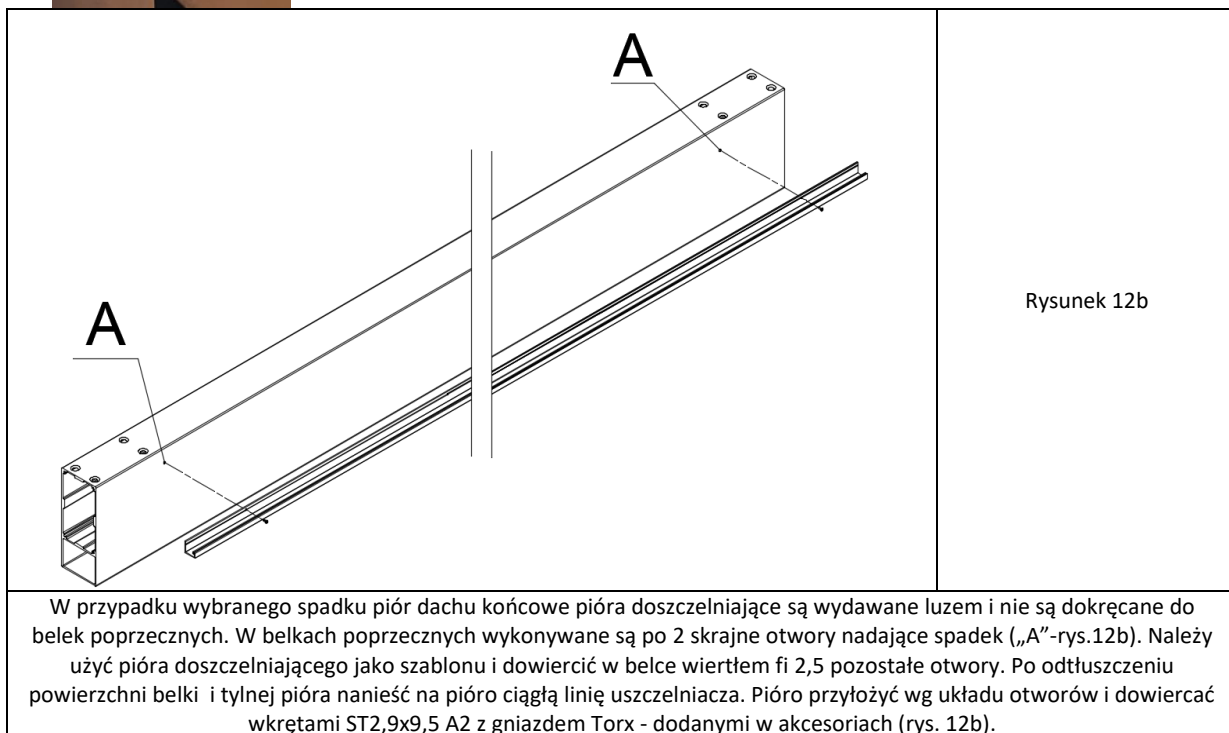 A
A
Rysunek 12b
W przypadku wybranego spadku piór dachu końcowe pióra doszczelniające są wydawane luzem i nie są dokręcane do
belek poprzecznych. W belkach poprzecznych wykonywane są po 2 skrajne otwory nadające spadek („A”-rys.12b). Należy
użyć pióra doszczelniającego jako szablonu i dowiercić w belce wiertłem fi 2,5 pozostałe otwory. Po odtłuszczeniu
powierzchni belki i tylnej pióra nanieść na pióro ciągłą linię uszczelniacza. Pióro przyłożyć wg układu otworów i dowiercać
wkrętami ST2,9x9,5 A2 z gniazdem Torx - dodanymi w akcesoriach (rys. 12b).